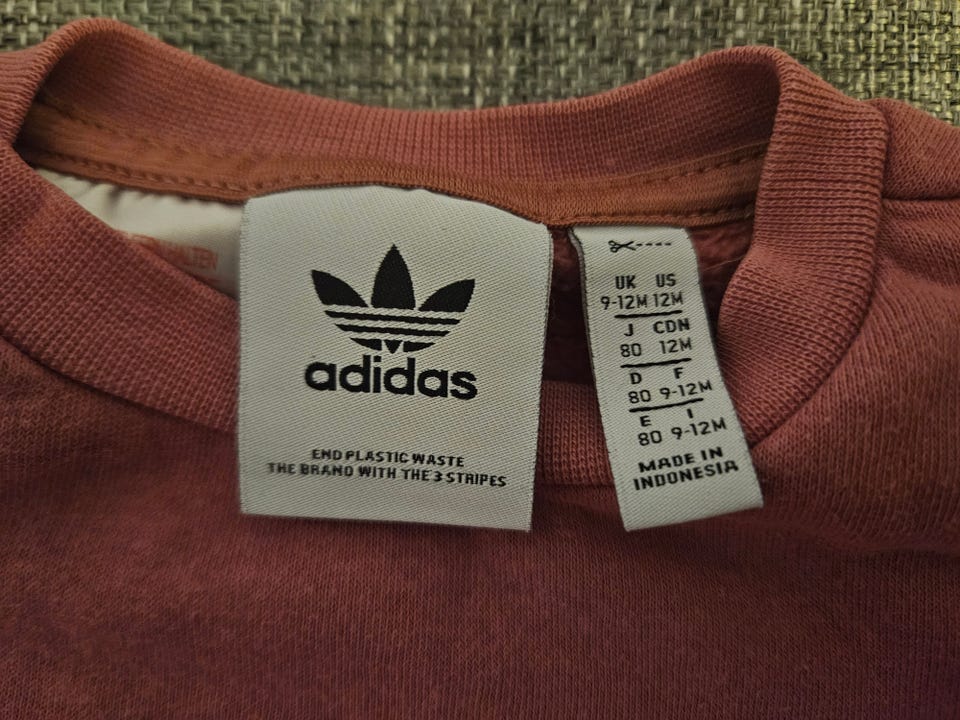 adidas
END PLASTIC WASTE
THE BRAND WITH THE 3 STRIPES
UK US
9-12M 12M
J CDN
80 12M
D F
80 9-12M
E I
80 9-12M
MADE IN
INDONESIA